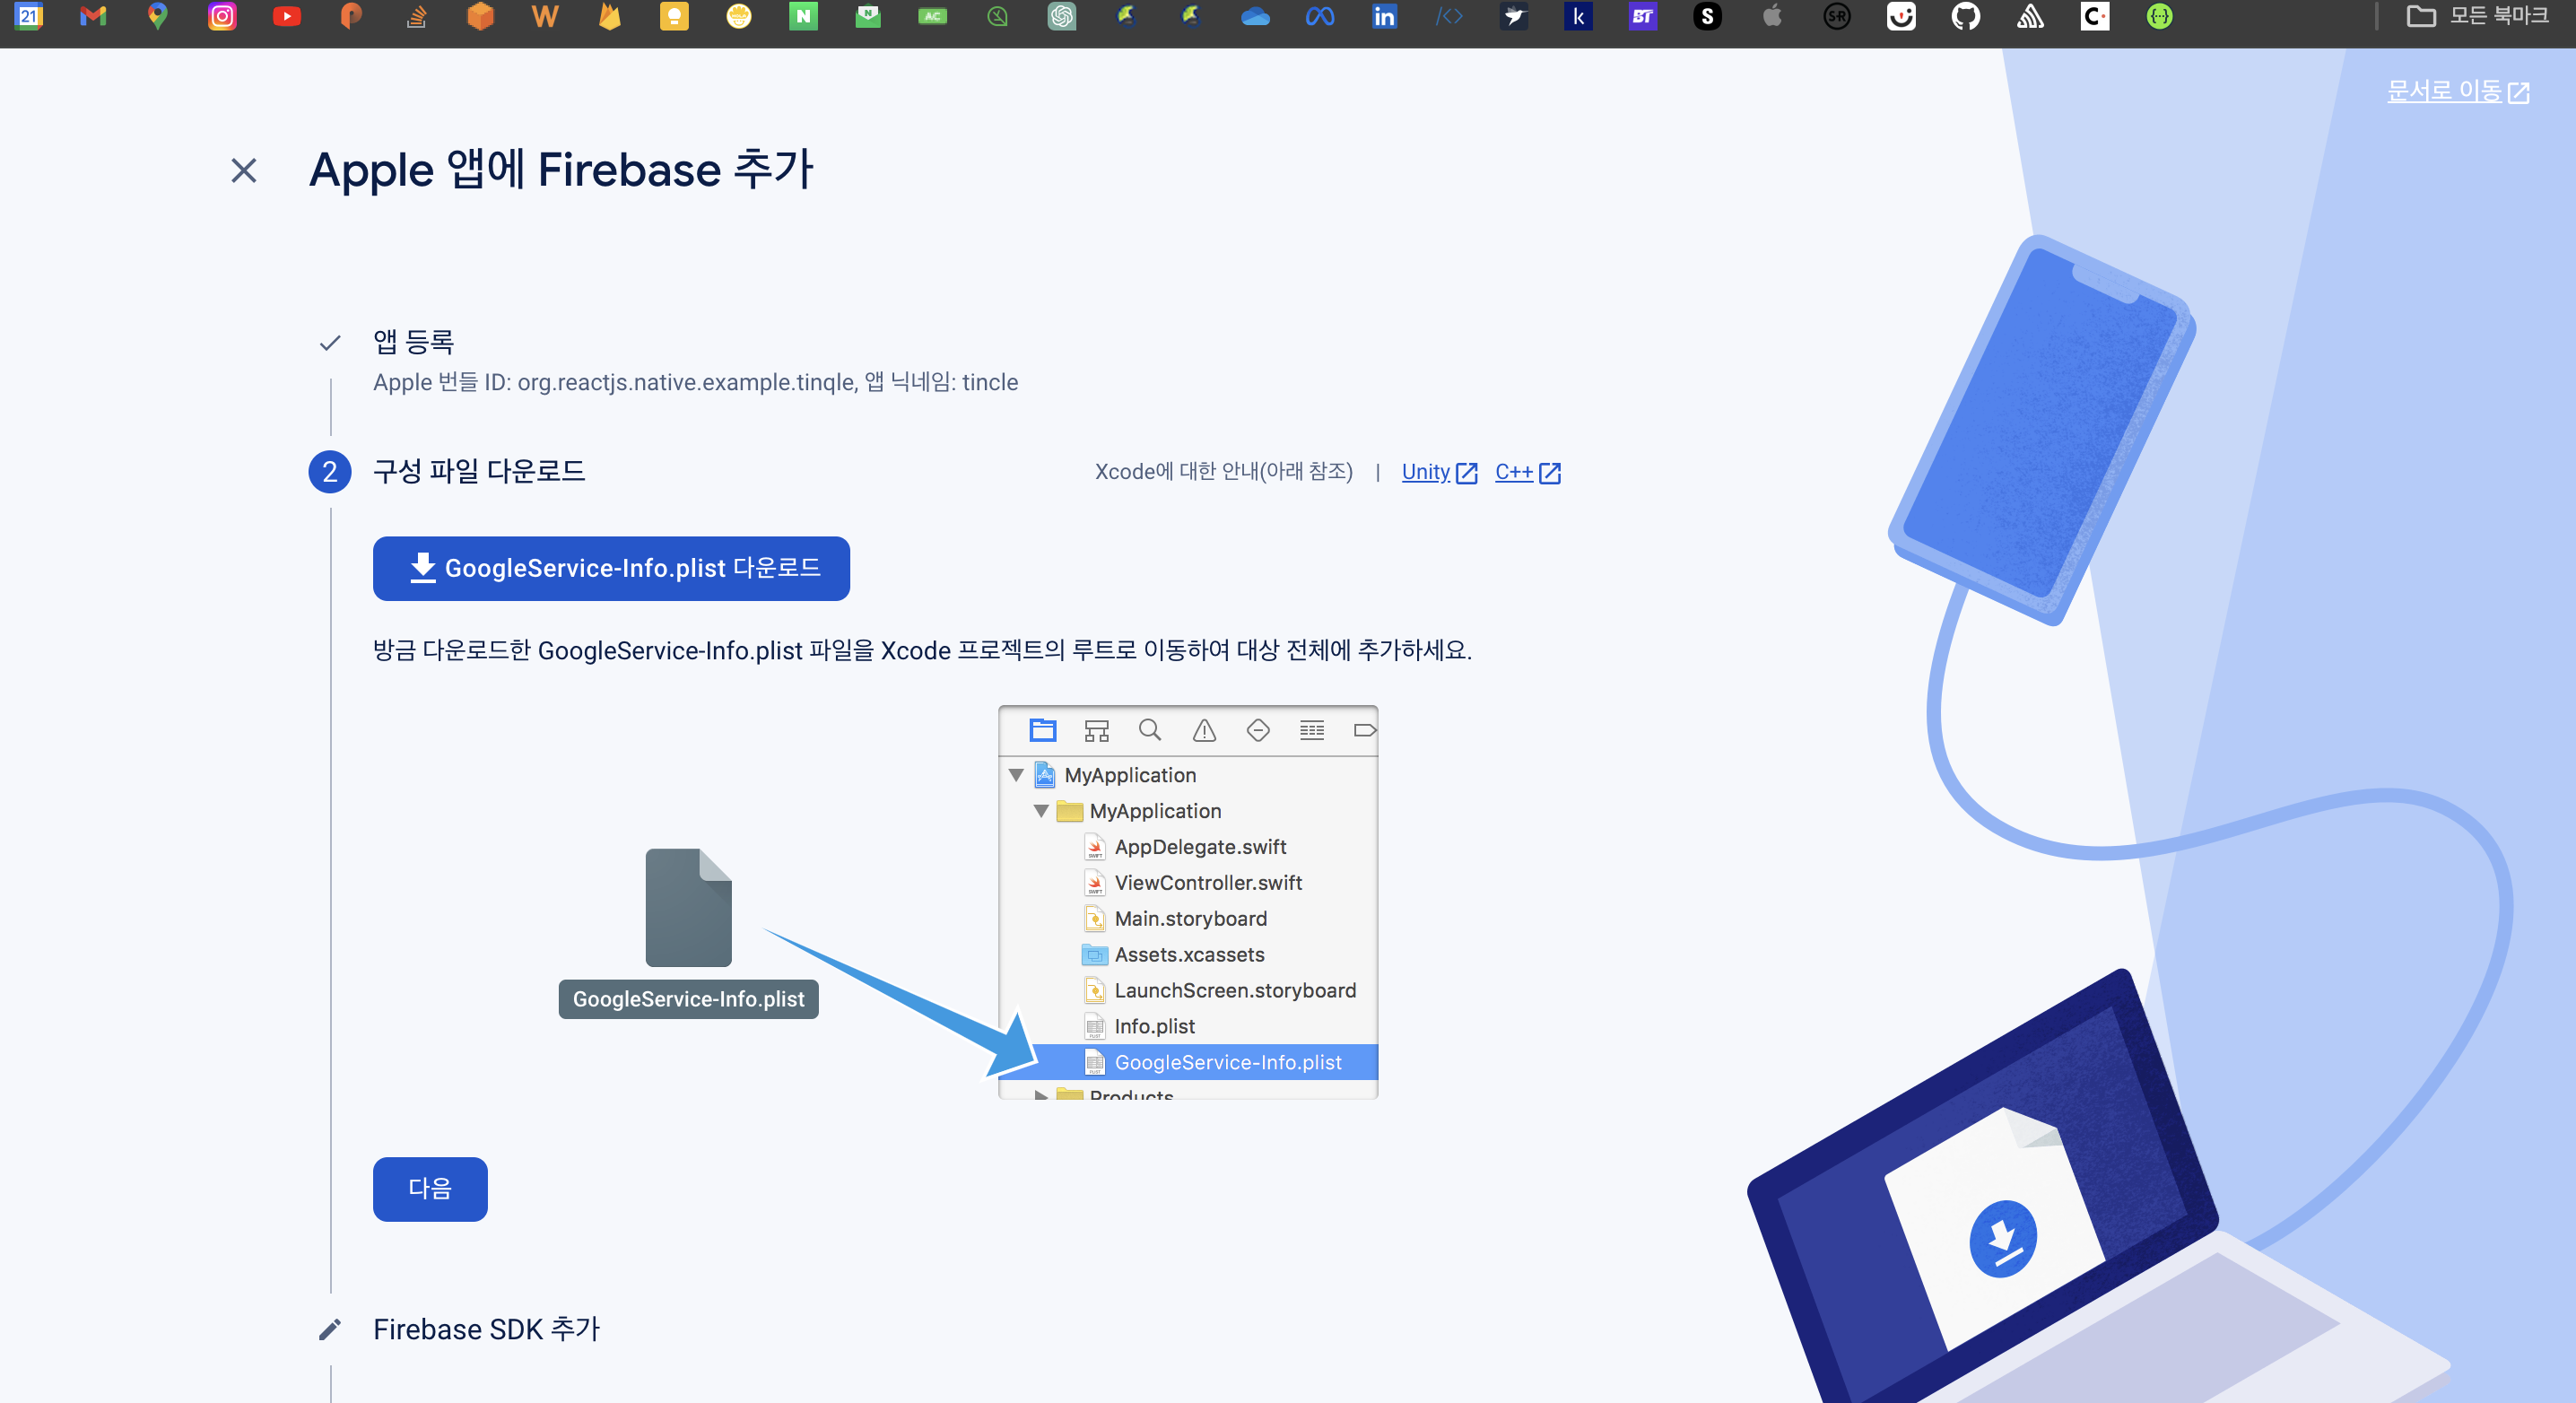 21
W
N
N
AC
in
k
BT
S
S·R
C·
모든 북마크
문서로 이동
Apple 앱에 Firebase 추가
앱 등록
Apple 번들 ID: org.reactjs.native.example.tinqle, 앱 닉네임: tincle
2 구성 파일 다운로드
Xcode에 대한 안내(아래 참조) | Unity C++
GoogleService-Info.plist 다운로드
방금 다운로드한 GoogleService-Info.plist 파일을 Xcode 프로젝트의 루트로 이동하여 대상 전체에 추가하세요.
MyApplication
MyApplication
AppDelegate.swift
ViewController.swift
Main.storyboard
Assets.xcassets
GoogleService-Info.plist
LaunchScreen.storyboard
Info.plist
GoogleService-Info.plist
Products
다음
Firebase SDK 추가